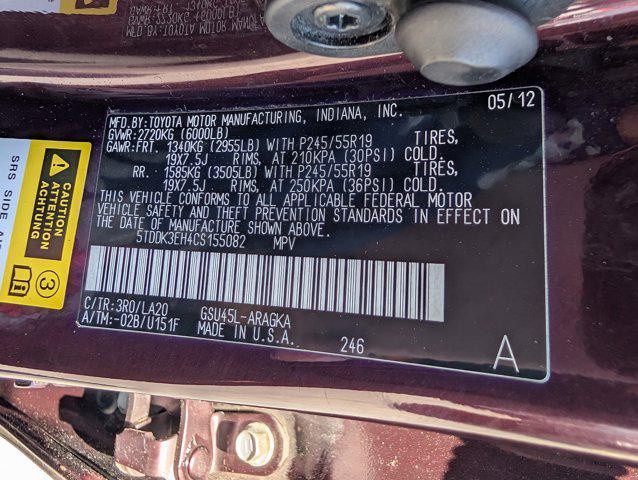 MFD.BY:TOYOTA MOTOR MANUFACTURING, INDIANA, INC. 05/12
GVWR:2720KG (6000LB)
GAWR:FRT. 1340KG (2955LB) WITH P245/55R19 TIRES,
19X7.5J RIMS, AT 210KPA (30PSI) COLD.
RR. 1585KG (3505LB) WITH P245/55R19 TIRES,
19X7.5J RIMS, AT 250KPA (36PSI) COLD.
THIS VEHICLE CONFORMS TO ALL APPLICABLE FEDERAL MOTOR
VEHICLE SAFETY AND THEFT PREVENTION STANDARDS IN EFFECT ON
THE DATE OF MANUFACTURE SHOWN ABOVE.
5TDDK3EH4CS155082 MPV
C/TR:3R0/LA20 GSU45L-ARAGKA
A/TM:-02B/U151F MADE IN U.S.A. 246
A
SRS SIDE
CAUTION
ATTENTION
ACHTUNG
3